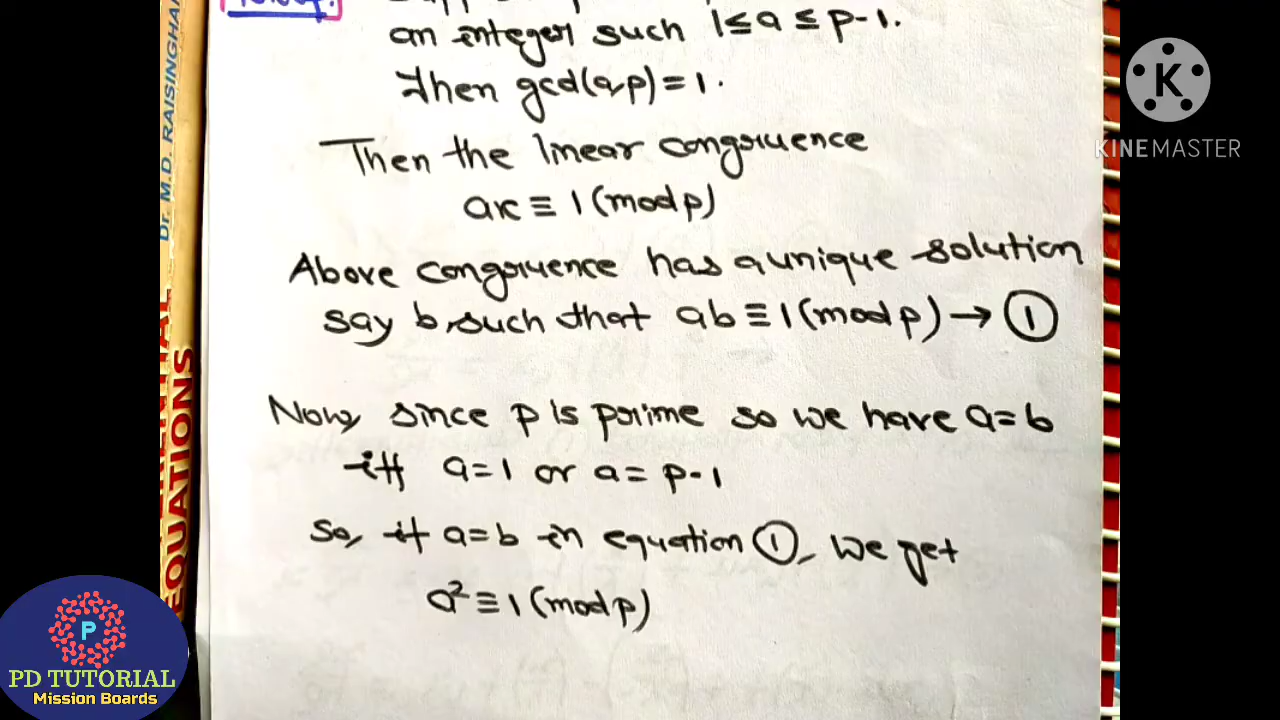 an integer such 1 ≤ a ≤ p-1.
Then gcd(a,p) = 1.
Then the linear congruence
ax ≡ 1 (mod p)
Above congruence has a unique solution
say b, such that ab ≡ 1 (mod p) → ①
Now, since p is prime so we have a = b
iff a = 1 or a = p-1
So, if a = b in equation ①, we get
a² ≡ 1 (mod p)
Dr. M.D. RAISINGHAN
EQUATIONS
K
KINEMASTER
P
PD TUTORIAL
Mission Boards